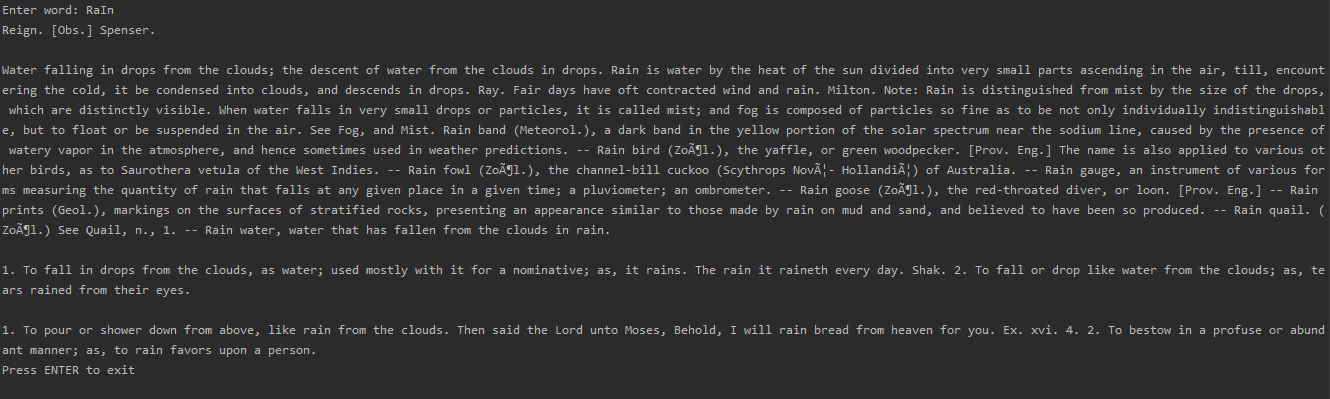 Enter word: RaIn
Reign. [Obs.] Spenser.
Water falling in drops from the clouds; the descent of water from the clouds in drops. Rain is water by the heat of the sun divided into very small parts ascending in the air, till, encount
ering the cold, it be condensed into clouds, and descends in drops. Ray. Fair days have oft contracted wind and rain. Milton. Note: Rain is distinguished from mist by the size of the drops,
 which are distinctly visible. When water falls in very small drops or particles, it is called mist; and fog is composed of particles so fine as to be not only individually indistinguishabl
e, but to float or be suspended in the air. See Fog, and Mist. Rain band (Meteorol.), a dark band in the yellow portion of the solar spectrum near the sodium line, caused by the presence of
 watery vapor in the atmosphere, and hence sometimes used in weather predictions. -- Rain bird (ZoÃ¶l.), the yaffle, or green woodpecker. [Prov. Eng.] The name is also applied to various ot
her birds, as to Saurothera vetula of the West Indies. -- Rain fowl (ZoÃ¶l.), the channel-bill cuckoo (Scythrops NovÃ¦- HollandiÃ¦) of Australia. -- Rain gauge, an instrument of various for
ms measuring the quantity of rain that falls at any given place in a given time; a pluviometer; an ombrometer. -- Rain goose (ZoÃ¶l.), the red-throated diver, or loon. [Prov. Eng.] -- Rain
prints (Geol.), markings on the surfaces of stratified rocks, presenting an appearance similar to those made by rain on mud and sand, and believed to have been so produced. -- Rain quail. (
ZoÃ¶l.) See Quail, n., 1. -- Rain water, water that has fallen from the clouds in rain.
1. To fall in drops from the clouds, as water; used mostly with it for a nominative; as, it rains. The rain it raineth every day. Shak. 2. To fall or drop like water from the clouds; as, te
ars rained from their eyes.
1. To pour or shower down from above, like rain from the clouds. Then said the Lord unto Moses, Behold, I will rain bread from heaven for you. Ex. xvi. 4. 2. To bestow in a profuse or abund
ant manner; as, to rain favors upon a person.
Press ENTER to exit